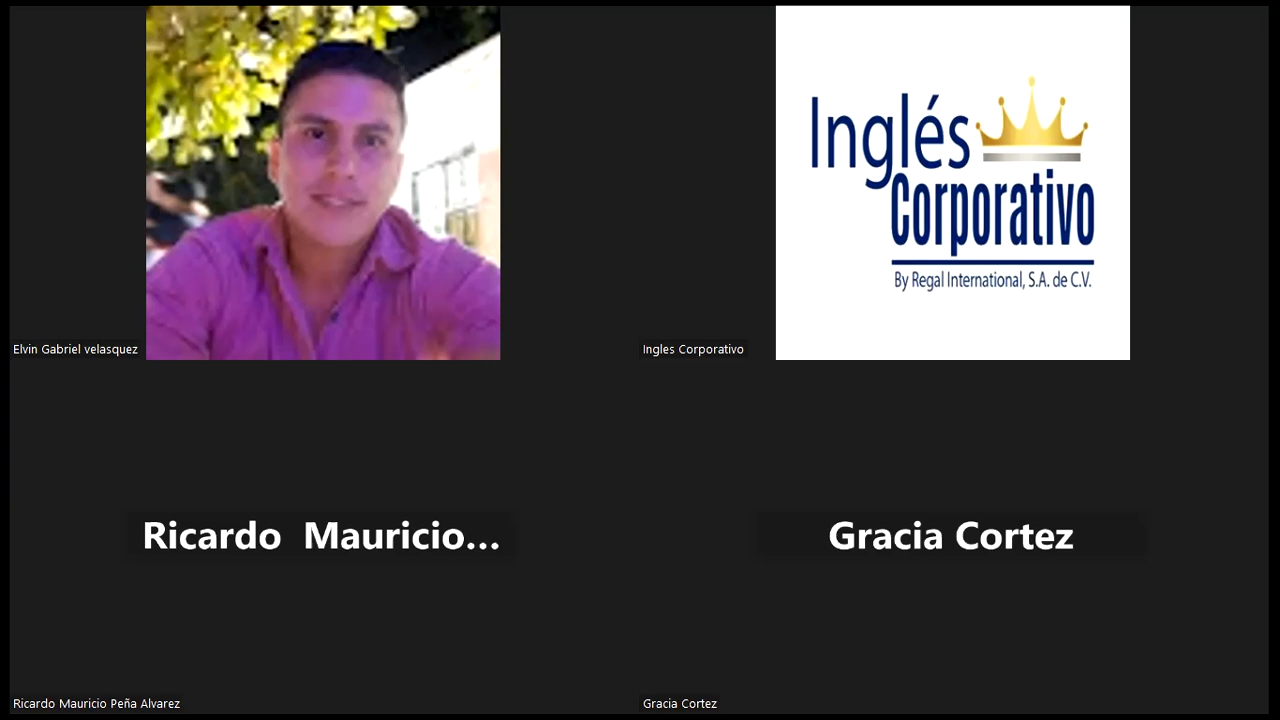 Elvin Gabriel velasquez
Inglés
Corporativo
By Regal International, S.A. de C.V.
Ingles Corporativo
Ricardo Mauricio...
Ricardo Mauricio Peña Alvarez
Gracia Cortez
Gracia Cortez